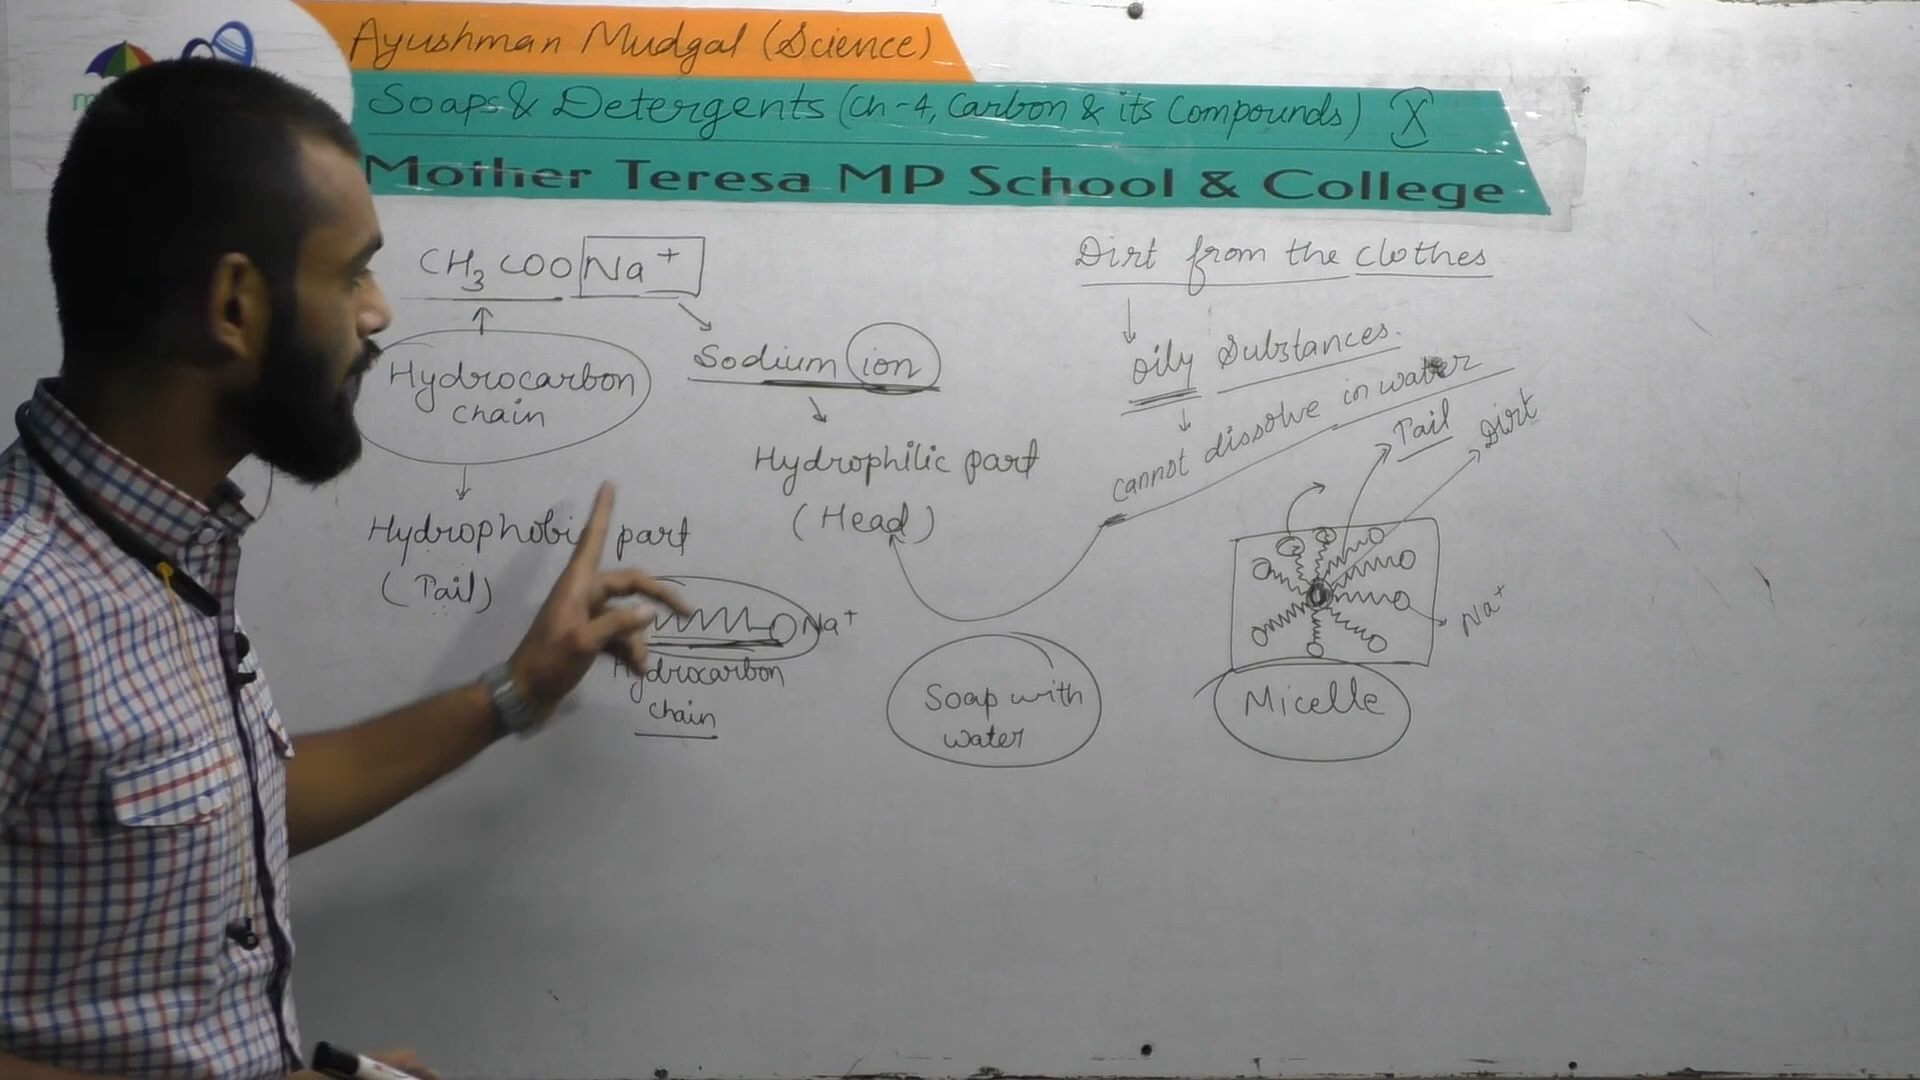 Ayushman Mudgal (Science)
Soaps & Detergents (Ch-4, Carbon & its Compounds) X
Mother Teresa MP School & College
CH3COO Na+
Hydrocarbon
chain
Sodium ion
Hydrophobic part
(Tail)
Hydrophilic part
(Head)
Na+
Hydrocarbon
chain
Soap with
water
Dirt from the clothes
Oily Substances.
cannot dissolve in water
Tail
Dirt
Na+
Micelle